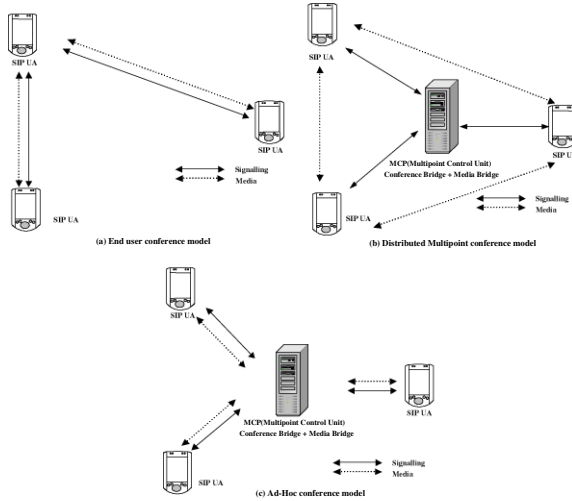 SIP UA
SIP UA
SIP UA
Signalling
Media
(a) End user conference model
SIP UA
SIP U
MCP(Multipoint Control Unit)
Conference Bridge + Media Bridge
SIP UA
Signalling
Media
(b) Distributed Multipoint conference model
SIP UA
SIP UA
MCP(Multipoint Control Unit)
Conference Bridge + Media Bridge
SIP UA
Signalling
Media
(c) Ad-Hoc conference model